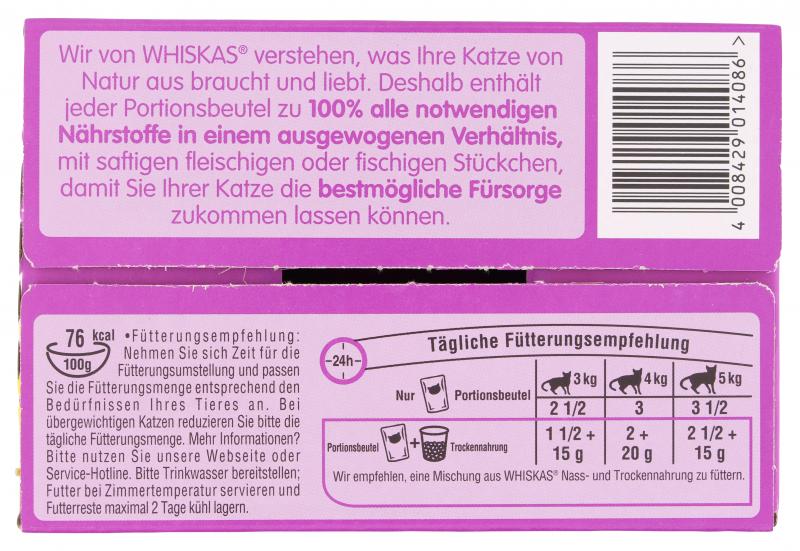 Wir von WHISKAS® verstehen, was Ihre Katze von
Natur aus braucht und liebt. Deshalb enthält
jeder Portionsbeutel zu 100% alle notwendigen
Nährstoffe in einem ausgewogenen Verhältnis,
mit saftigen fleischigen oder fischigen Stückchen,
damit Sie Ihrer Katze die bestmögliche Fürsorge
zukommen lassen können.
4 008429 014086 >
76 kcal
100g
•Fütterungsempfehlung:
Nehmen Sie sich Zeit für die
Fütterungsumstellung und passen
Sie die Fütterungsmenge entsprechend den
Bedürfnissen Ihres Tieres an. Bei
übergewichtigen Katzen reduzieren Sie bitte die
tägliche Fütterungsmenge. Mehr Informationen?
Bitte nutzen Sie unsere Webseite oder
Service-Hotline. Bitte Trinkwasser bereitstellen;
Futter bei Zimmertemperatur servieren und
Futterreste maximal 2 Tage kühl lagern.
-24h-
Tägliche Fütterungsempfehlung
3 kg 4 kg 5 kg
Nur Portionsbeutel 2 1/2 3 3 1/2
Portionsbeutel + Trockennahrung 1 1/2 + 2 + 2 1/2 +
15 g 20 g 15 g
Wir empfehlen, eine Mischung aus WHISKAS® Nass- und Trockennahrung zu füttern.